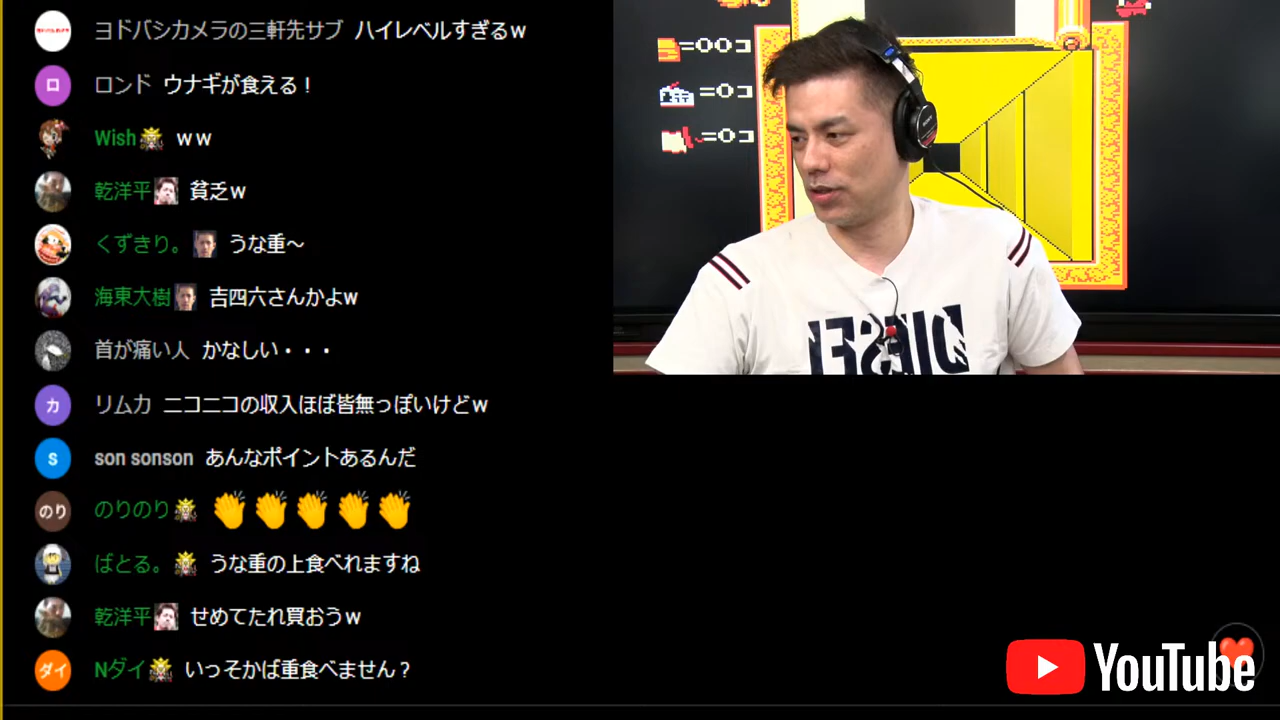 ヨドバシカメラの三軒先サブ ハイレベルすぎるw
ロ ロンド ウナギが食える！
Wish ｗｗ
乾洋平 貧乏w
くずきり。 うな重～
海東大樹 吉四六さんかよw
首が痛い人 かなしい・・・
カ リムカ ニコニコの収入ほぼ皆無っぽいけどｗ
S son sonson あんなポイントあるんだ
のり のりのり 👏👏👏👏👏
ばとる。 うな重の上食べれますね
乾洋平 せめてたれ買おうｗ
ダイ Nダイ いっそかば重食べません？
=00コ
=0コ
=0コ
DIESEL
YouTube